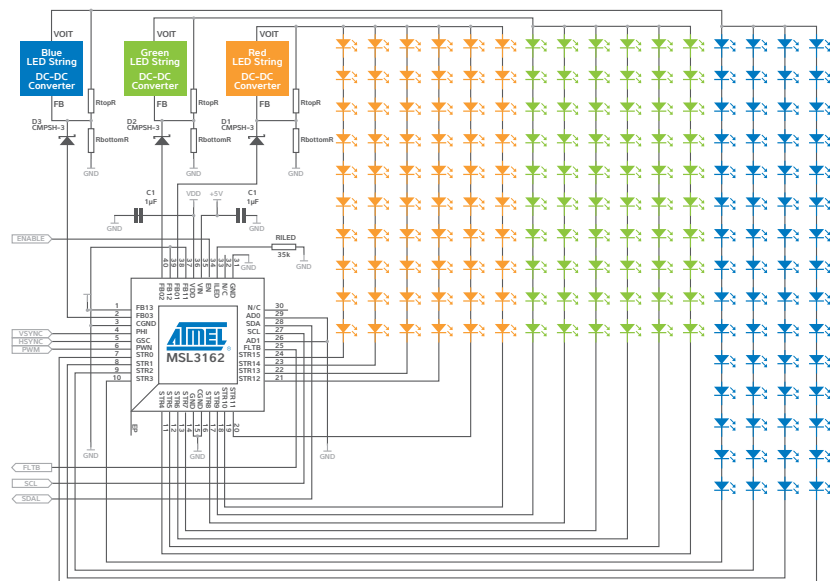 VOIT VOIT VOIT
Blue LED String DC-DC Converter
Green LED String DC-DC Converter
Red LED String DC-DC Converter
FB FB FB
RtopR RtopR RtopR
D3 CMPSH-3
D2 CMPSH-3
D1 CMPSH-3
RbottomR RbottomR RbottomR
GND GND GND
C1 1µF
VDD
+5V
C1 1µF
GND GND
ENABLE
RILED
35k
GND GND
40 39 38 37 36 35 34 33 32 31
FB02 FB12 FB01 FB11 VDD VIN EN ILED N/C GND
1 FB13
2 FB03
3 CGND
4 PHI
5 GSC
6 PWN
7 STR0
8 STR1
9 STR2
10 STR3
VSYNC
HSYNC
PWM
ATMEL ®
MSL3162
N/C 30
AD0 29
SDA 28
SCL 27
AD1 26
FLTB 25
STR15 24
STR14 23
STR13 22
STR12 21
STR4 STR5 STR6 STR7 GND CGND STR8 STR9 STR10 STR11
11 12 13 14 15 16 17 18 19 20
EP
GND GND GND
FLTB
SCL
SDAL